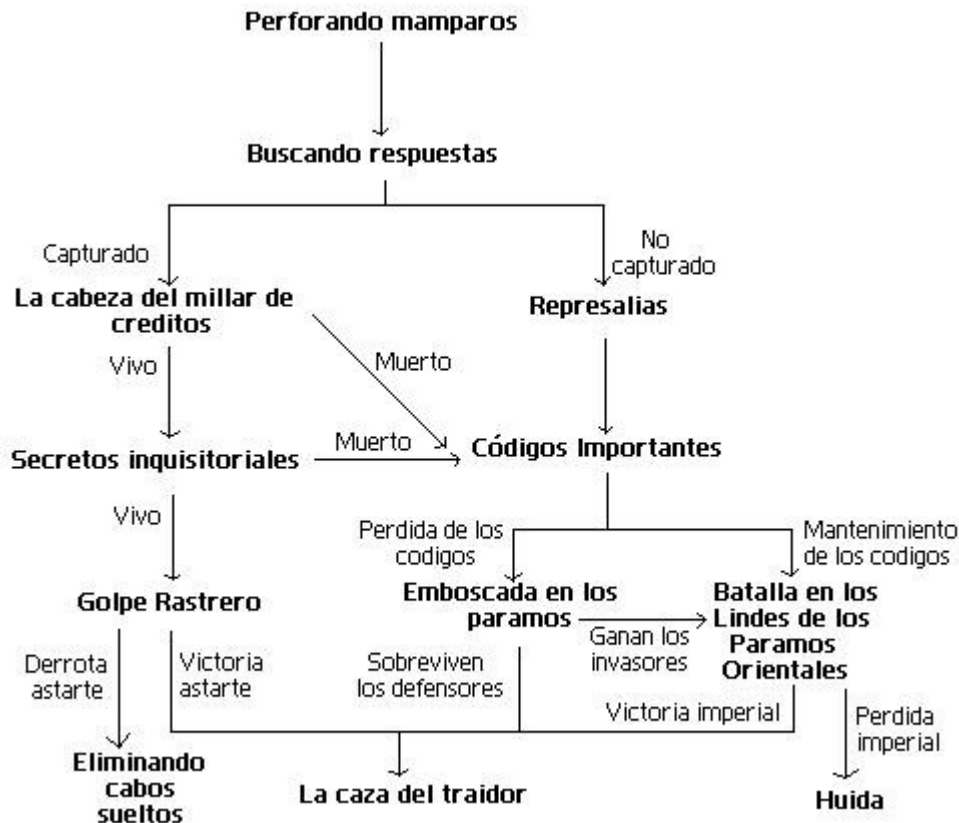 Perforando mamparos
Buscando respuestas
Capturado
No
capturado
La cabeza del millar de
creditos
Represalias
Vivo
Muerto
Secretos inquisitoriales
Muerto
Códigos Importantes
Vivo
Perdida de los
codigos
Mantenimiento
de los codigos
Golpe Rastrero
Emboscada en los
paramos
Batalla en los
Lindes de los
Paramos
Orientales
Ganan los
invasores
Derrota
astarte
Victoria
astarte
Sobreviven
los defensores
Victoria imperial
Perdida
imperial
Eliminando
cabos
sueltos
La caza del traidor
Huida